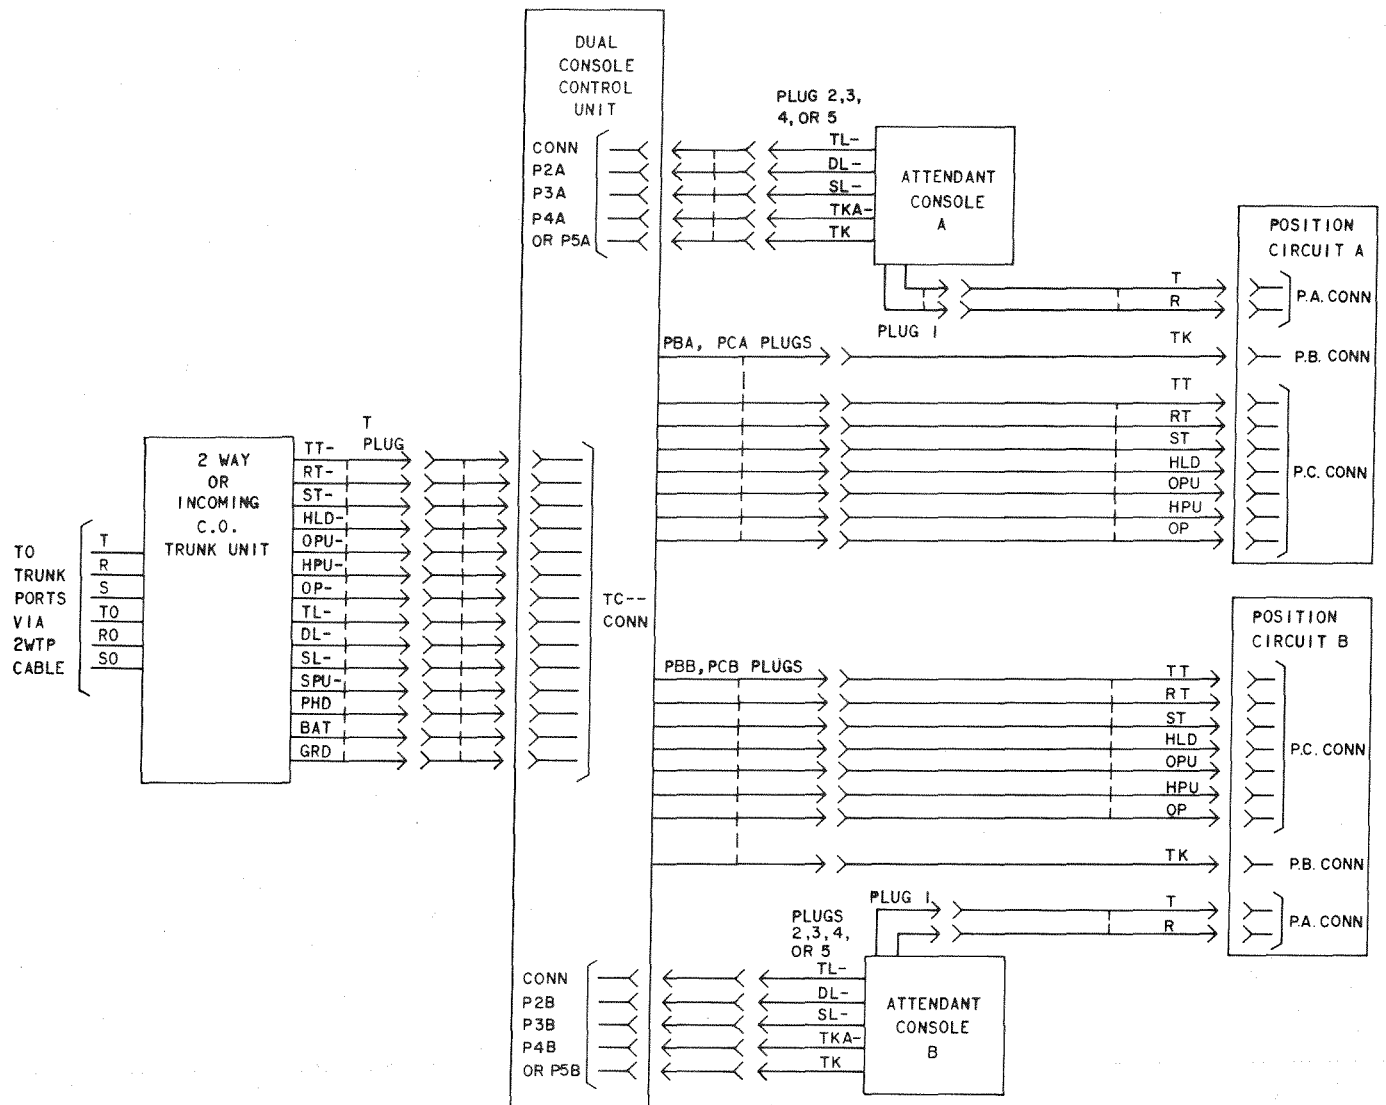 DUAL
CONSOLE
CONTROL
UNIT
CONN
P2A
P3A
P4A
OR P5A
PLUG 2,3,
4, OR 5
TL-
DL-
SL-
TKA-
TK
ATTENDANT
CONSOLE
A
PLUG 1
T
R
POSITION
CIRCUIT A
P.A. CONN
PBA, PCA PLUGS
TK
P.B. CONN
TT
RT
ST
HLD
OPU
HPU
OP
P.C. CONN
TO
TRUNK
PORTS
VIA
2WTP
CABLE
T
R
S
TO
RO
SO
2 WAY
OR
INCOMING
C.O.
TRUNK UNIT
T
PLUG
TT-
RT-
ST-
HLD-
OPU-
HPU-
OP-
TL-
DL-
SL-
SPU-
PHD
BAT
GRD
TC--
CONN
PBB, PCB PLUGS
TT
RT
ST
HLD
OPU
HPU
OP
POSITION
CIRCUIT B
P.C. CONN
TK
P.B. CONN
PLUG 1
T
R
P.A. CONN
PLUGS
2,3,4,
OR 5
TL-
DL-
SL-
TKA-
TK
ATTENDANT
CONSOLE
B
CONN
P2B
P3B
P4B
OR P5B